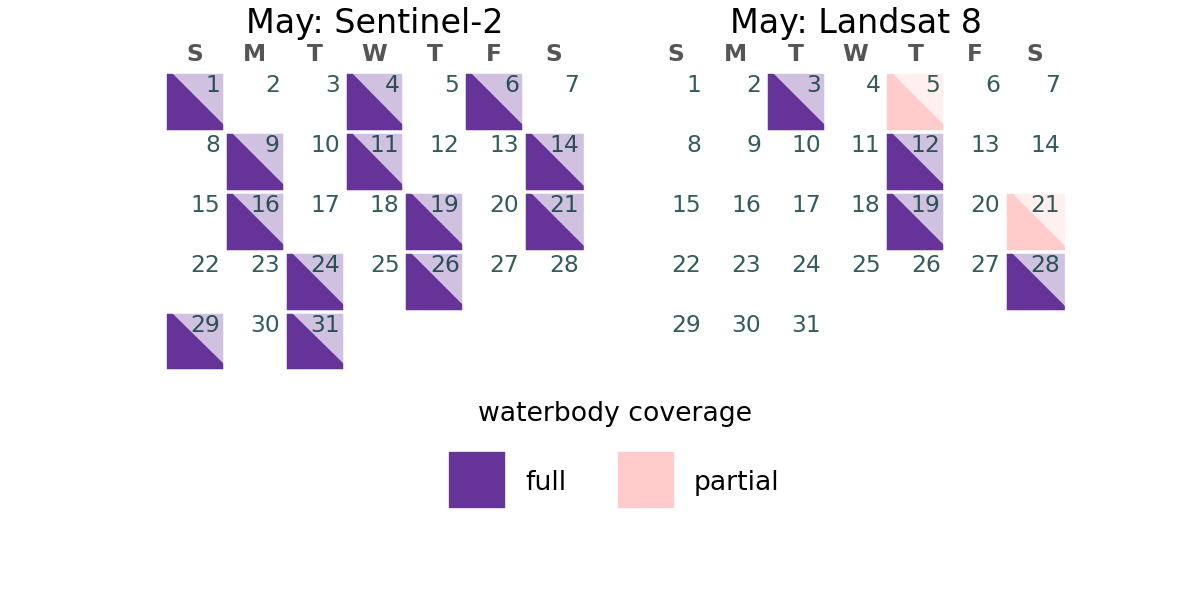 May: Sentinel-2
S M T W T F S
1 2 3 4 5 6 7
8 9 10 11 12 13 14
15 16 17 18 19 20 21
22 23 24 25 26 27 28
29 30 31
May: Landsat 8
S M T W T F S
1 2 3 4 5 6 7
8 9 10 11 12 13 14
15 16 17 18 19 20 21
22 23 24 25 26 27 28
29 30 31
waterbody coverage
full
partial